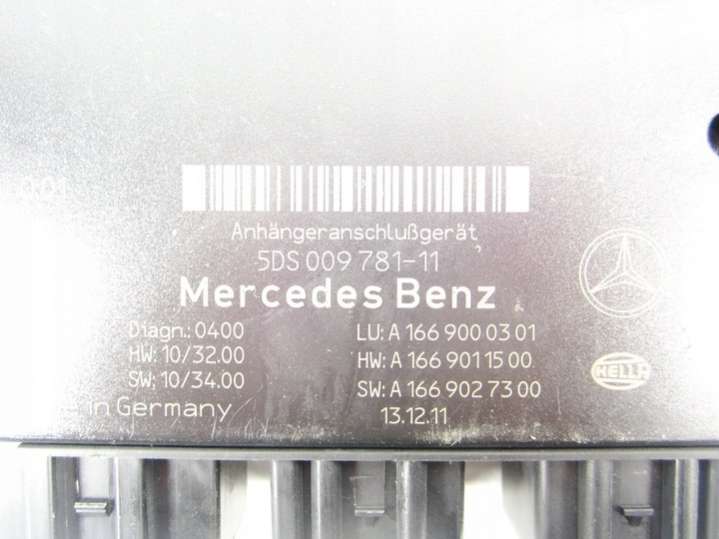 Anhängeranschlußgerät
5DS 009 781-11
Mercedes Benz
Diagn.: 0400
HW: 10/32.00
SW; 10/34.00
in Germany
LU: A 166 900 03 01
HW: A 166 901 15 00
SW: A 166 902 73 00
13.12.11
HELLA